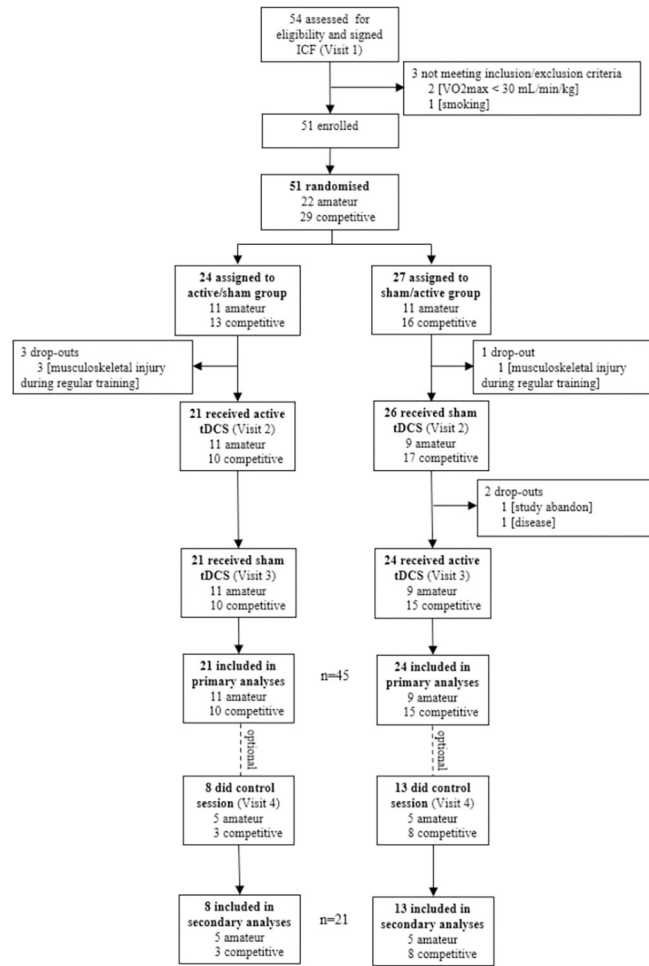 54 assessed for
eligibility and signed
ICF (Visit 1)
3 not meeting inclusion/exclusion criteria
2 [VO2max < 30 mL/min/kg]
1 [smoking]
51 enrolled
51 randomised
22 amateur
29 competitive
24 assigned to
active/sham group
11 amateur
13 competitive
27 assigned to
sham/active group
11 amateur
16 competitive
3 drop-outs
3 [musculoskeletal injury
during regular training]
1 drop-out
1 [musculoskeletal injury
during regular training]
21 received active
tDCS (Visit 2)
11 amateur
10 competitive
26 received sham
tDCS (Visit 2)
9 amateur
17 competitive
2 drop-outs
1 [study abandon]
1 [disease]
21 received sham
tDCS (Visit 3)
11 amateur
10 competitive
24 received active
tDCS (Visit 3)
9 amateur
15 competitive
21 included in
primary analyses
11 amateur
10 competitive
n=45
24 included in
primary analyses
9 amateur
15 competitive
optional
optional
8 did control
session (Visit 4)
5 amateur
3 competitive
13 did control
session (Visit 4)
5 amateur
8 competitive
8 included in
secondary analyses
5 amateur
3 competitive
n=21
13 included in
secondary analyses
5 amateur
8 competitive